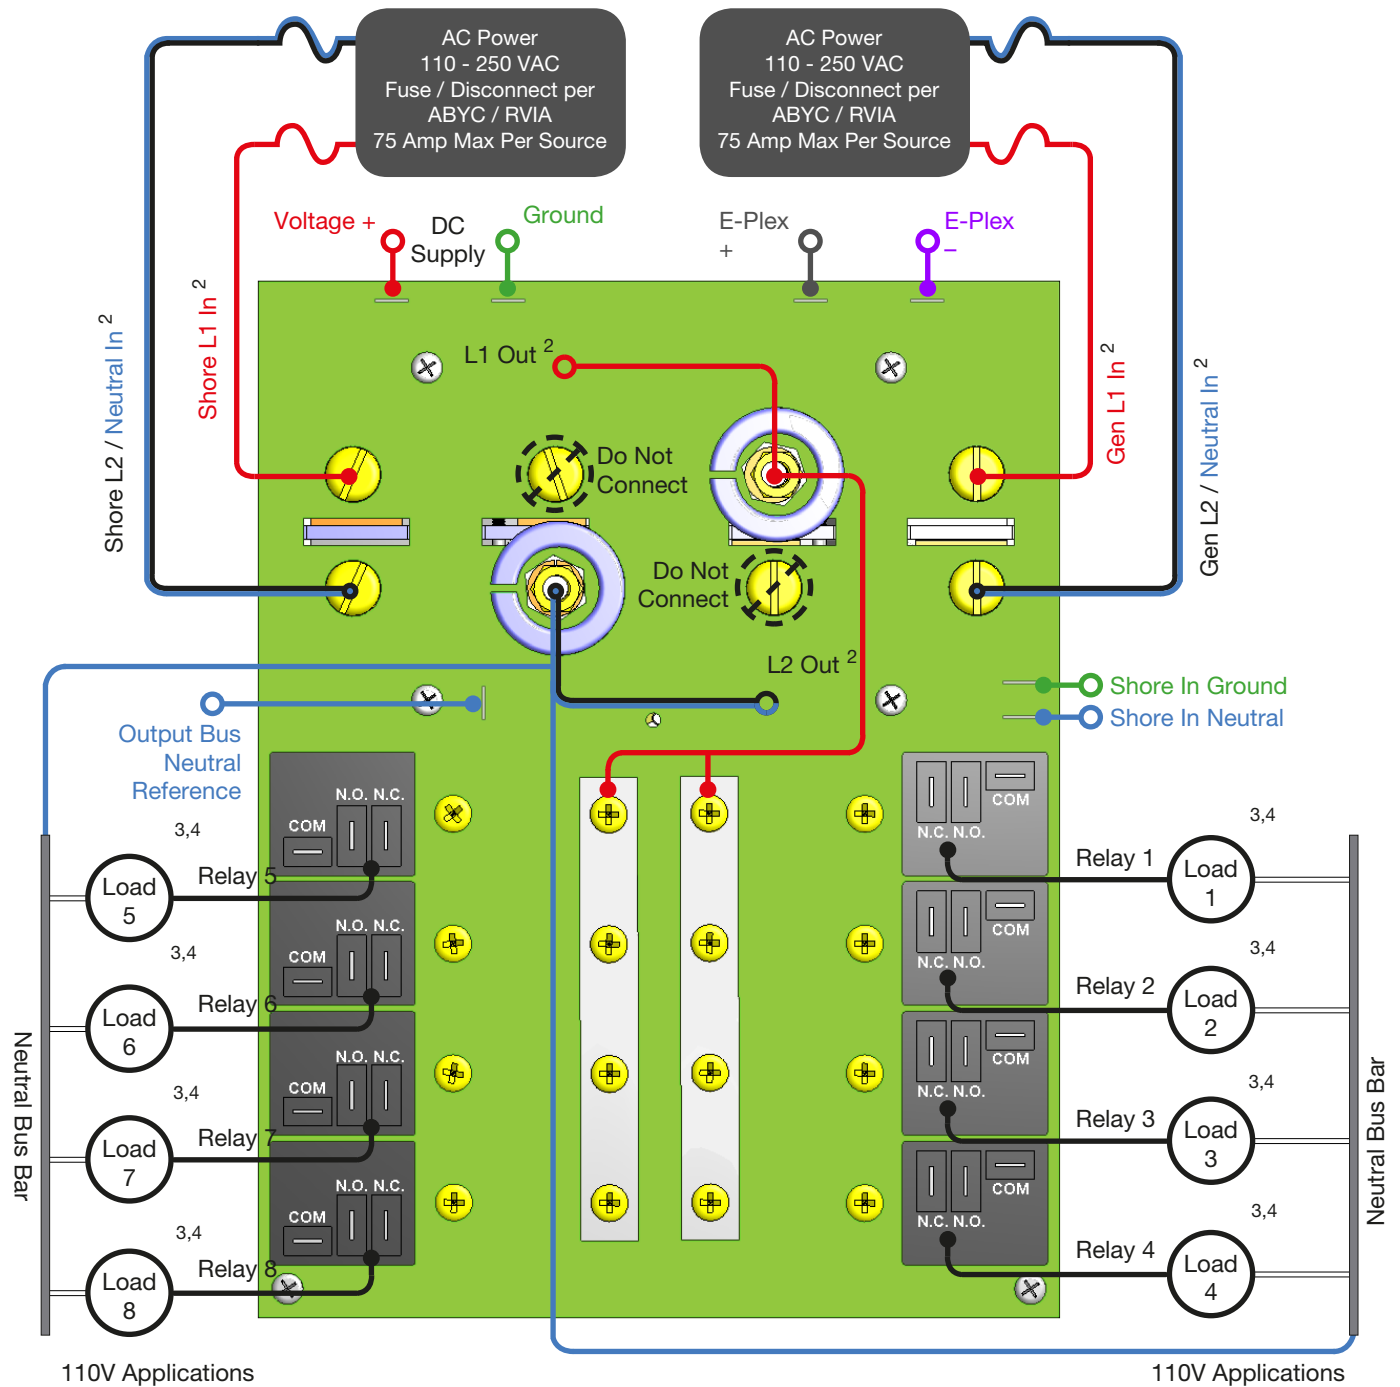 AC Power
110 - 250 VAC
Fuse / Disconnect per
ABYC / RVIA
75 Amp Max Per Source
AC Power
110 - 250 VAC
Fuse / Disconnect per
ABYC / RVIA
75 Amp Max Per Source
Voltage +
DC
Supply
Ground
E-Plex
+
E-Plex
–
Shore L2 / Neutral In 2
Shore L1 In 2
L1 Out 2
Gen L1 In 2
Gen L2 / Neutral In 2
Do Not
Connect
Do Not
Connect
L2 Out 2
Shore In Ground
Shore In Neutral
Output Bus
Neutral
Reference
N.O. N.C.
COM
3,4
Relay 5
Load
5
N.O. N.C.
COM
3,4
Relay 6
Load
6
N.O. N.C.
COM
3,4
Relay 7
Load
7
N.O. N.C.
COM
3,4
Relay 8
Load
8
Neutral Bus Bar
110V Applications
COM
N.C. N.O.
3,4
Relay 1
Load
1
COM
N.C. N.O.
3,4
Relay 2
Load
2
COM
N.C. N.O.
3,4
Relay 3
Load
3
COM
N.C. N.O.
3,4
Relay 4
Load
4
Neutral Bus Bar
110V Applications